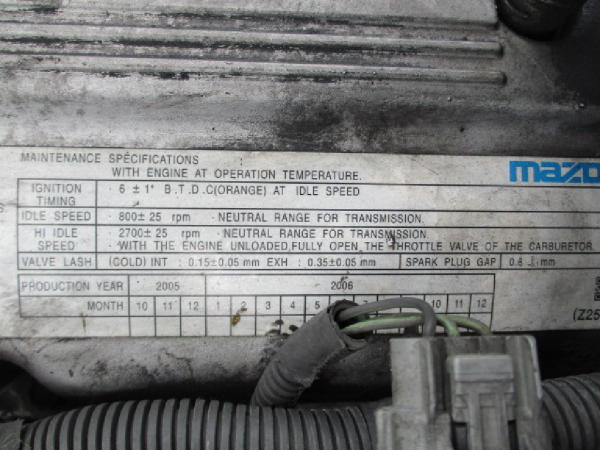 MAINTENANCE SPECIFICATIONS
WITH ENGINE AT OPERATION TEMPERATURE.
mazd
IGNITION TIMING · 6 ± 1° B.T.D.C(ORANGE) AT IDLE SPEED
IDLE SPEED · 800± 25 rpm · NEUTRAL RANGE FOR TRANSMISSION.
HI IDLE SPEED · 2700± 25 rpm · NEUTRAL RANGE FOR TRANSMISSION.
· WITH THE ENGINE UNLOADED,FULLY OPEN THE THROTTLE VALVE OF THE CARBURETOR.
VALVE LASH (COLD) INT : 0.15±0.05 mm EXH : 0.35±0.05 mm SPARK PLUG GAP mm
PRODUCTION YEAR 2005 2006
MONTH 10 11 12 1 2 3 4 5 10 11 12
(Z25